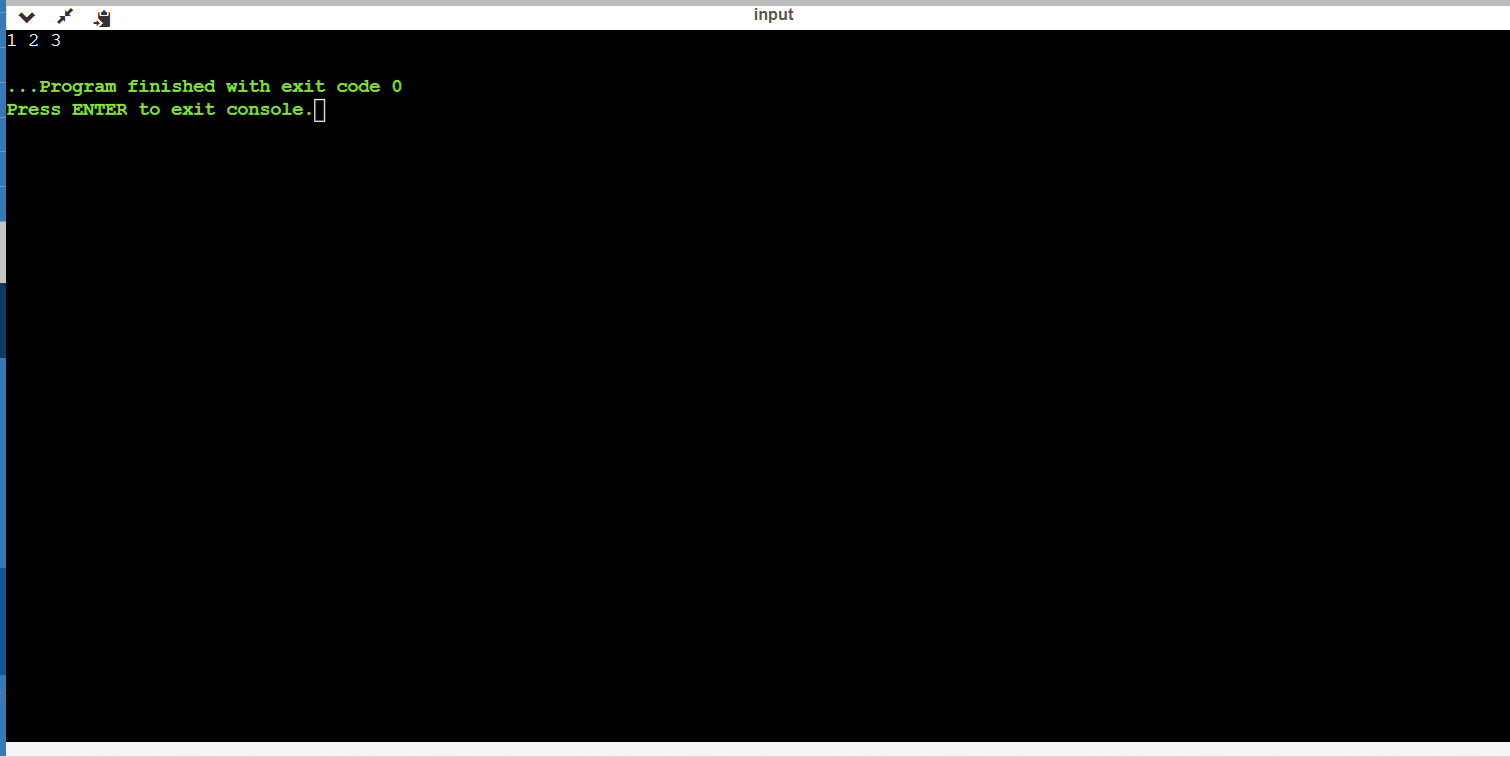 input
1 2 3
...Program finished with exit code 0
Press ENTER to exit console.